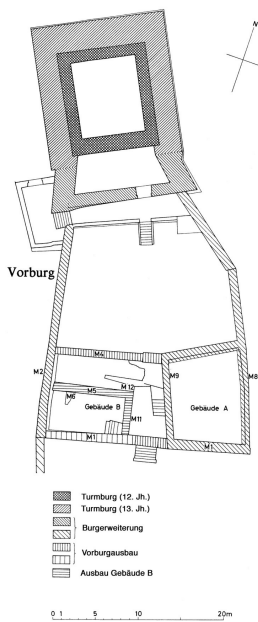 N
Vorburg
M4
M2
M12
M9
M8
M5
M6
Gebäude B
M11
Gebäude A
M1
M1
Turmburg (12. Jh.)
Turmburg (13. Jh.)
Burgerweiterung
Vorburgausbau
Ausbau Gebäude B
0 1 5 10 20m